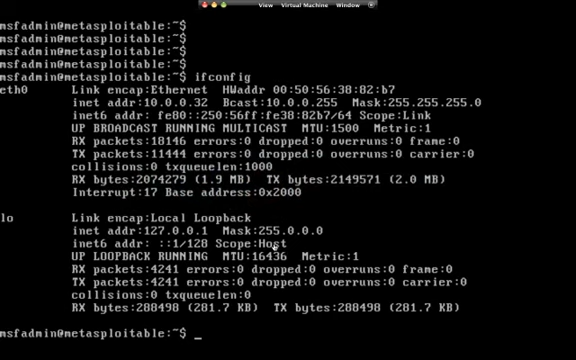 View Virtual Machine Window
msfadmin@metasploitable:~$
msfadmin@metasploitable:~$
msfadmin@metasploitable:~$
msfadmin@metasploitable:~$
msfadmin@metasploitable:~$ ifconfig
eth0 Link encap:Ethernet HWaddr 00:50:56:38:82:b7
inet addr:10.0.0.32 Bcast:10.0.0.255 Mask:255.255.255.0
inet6 addr: fe80::250:56ff:fe38:82b7/64 Scope:Link
UP BROADCAST RUNNING MULTICAST MTU:1500 Metric:1
RX packets:18146 errors:0 dropped:0 overruns:0 frame:0
TX packets:11444 errors:0 dropped:0 overruns:0 carrier:0
collisions:0 txqueuelen:1000
RX bytes:2074279 (1.9 MB) TX bytes:2149571 (2.0 MB)
Interrupt:17 Base address:0x2000
lo Link encap:Local Loopback
inet addr:127.0.0.1 Mask:255.0.0.0
inet6 addr: ::1/128 Scope:Host
UP LOOPBACK RUNNING MTU:16436 Metric:1
RX packets:4241 errors:0 dropped:0 overruns:0 frame:0
TX packets:4241 errors:0 dropped:0 overruns:0 carrier:0
collisions:0 txqueuelen:0
RX bytes:288498 (281.7 KB) TX bytes:288498 (281.7 KB)
msfadmin@metasploitable:~$ _